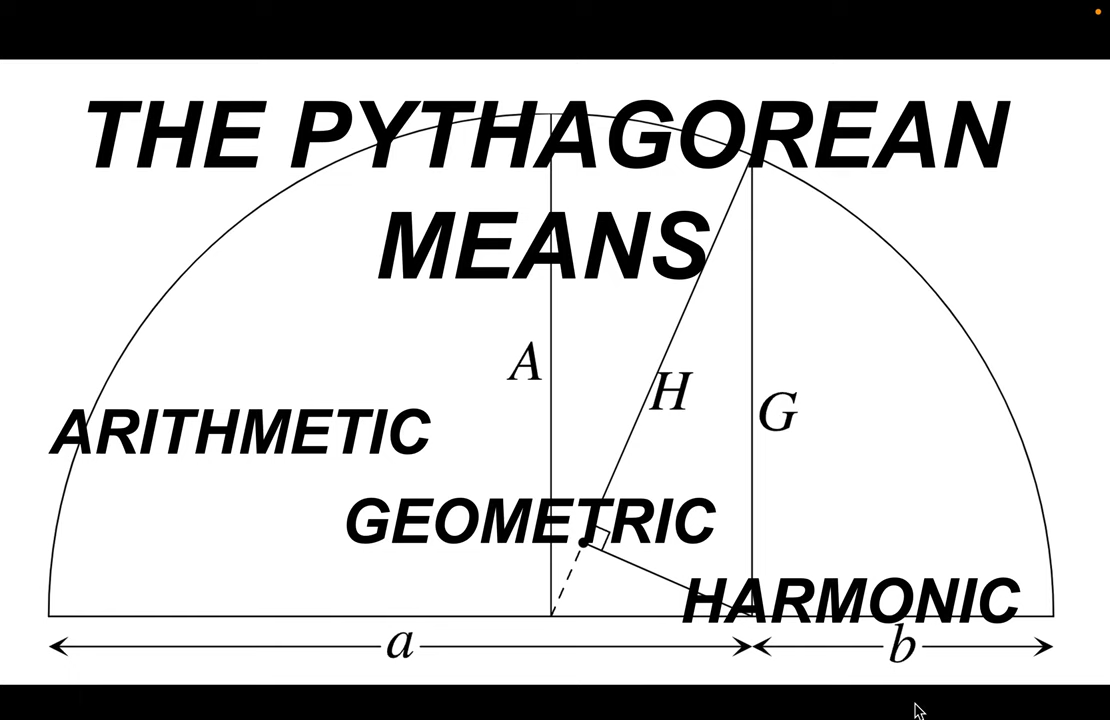 THE PYTHAGOREAN
MEANS
A
H
G
ARITHMETIC
GEOMETRIC
HARMONIC
a
b